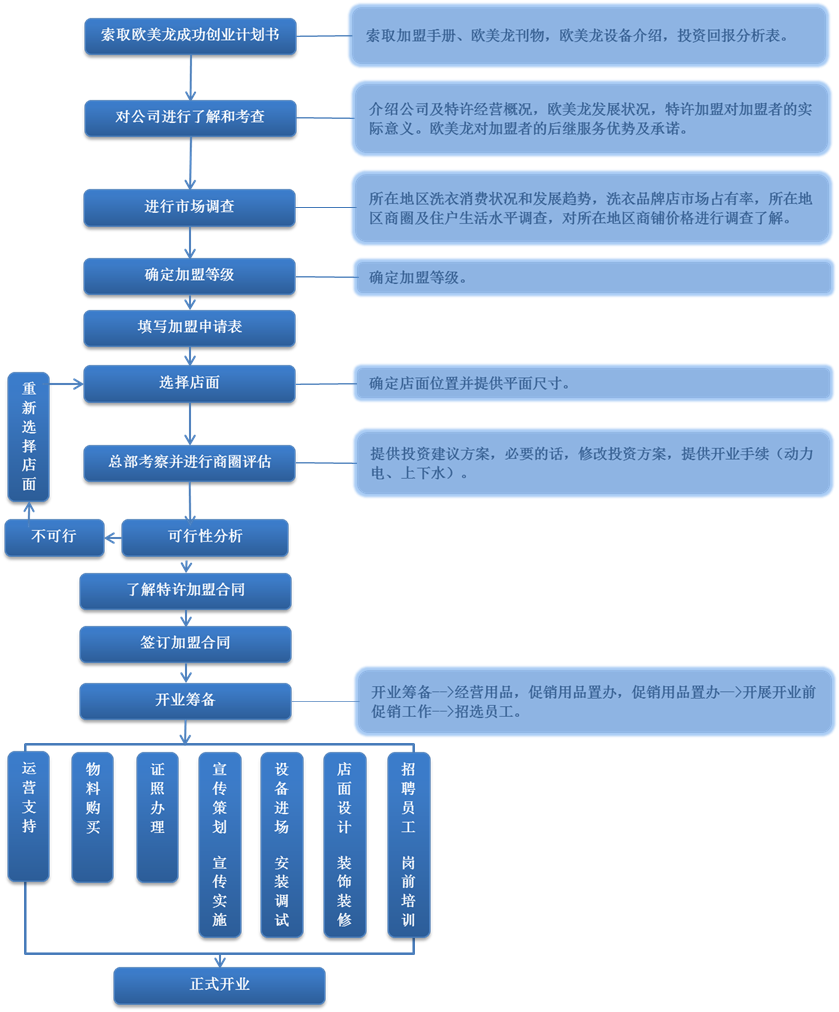 索取欧美龙成功创业计划书
索取加盟手册、欧美龙刊物，欧美龙设备介绍，投资回报分析表。
对公司进行了解和考查
介绍公司及特许经营概况，欧美龙发展状况，特许加盟对加盟者的实
际意义。欧美龙对加盟者的后继服务优势及承诺。
进行市场调查
所在地区洗衣消费状况和发展趋势，洗衣品牌店市场占有率，所在地
区商圈及住户生活水平调查，对所在地区商铺价格进行调查了解。
确定加盟等级
确定加盟等级。
填写加盟申请表
选择店面
确定店面位置并提供平面尺寸。
重新选择店面
总部考察并进行商圈评估
提供投资建议方案，必要的话，修改投资方案，提供开业手续（动力
电、上下水）。
不可行
可行性分析
了解特许加盟合同
签订加盟合同
开业筹备
开业筹备-->经营用品，促销用品置办，促销用品置办-->开展开业前
促销工作-->招选员工。
运营支持
物料购买
证照办理
宣传策划 宣传实施
设备进场 安装调试
店面设计 装饰装修
招聘员工 岗前培训
正式开业